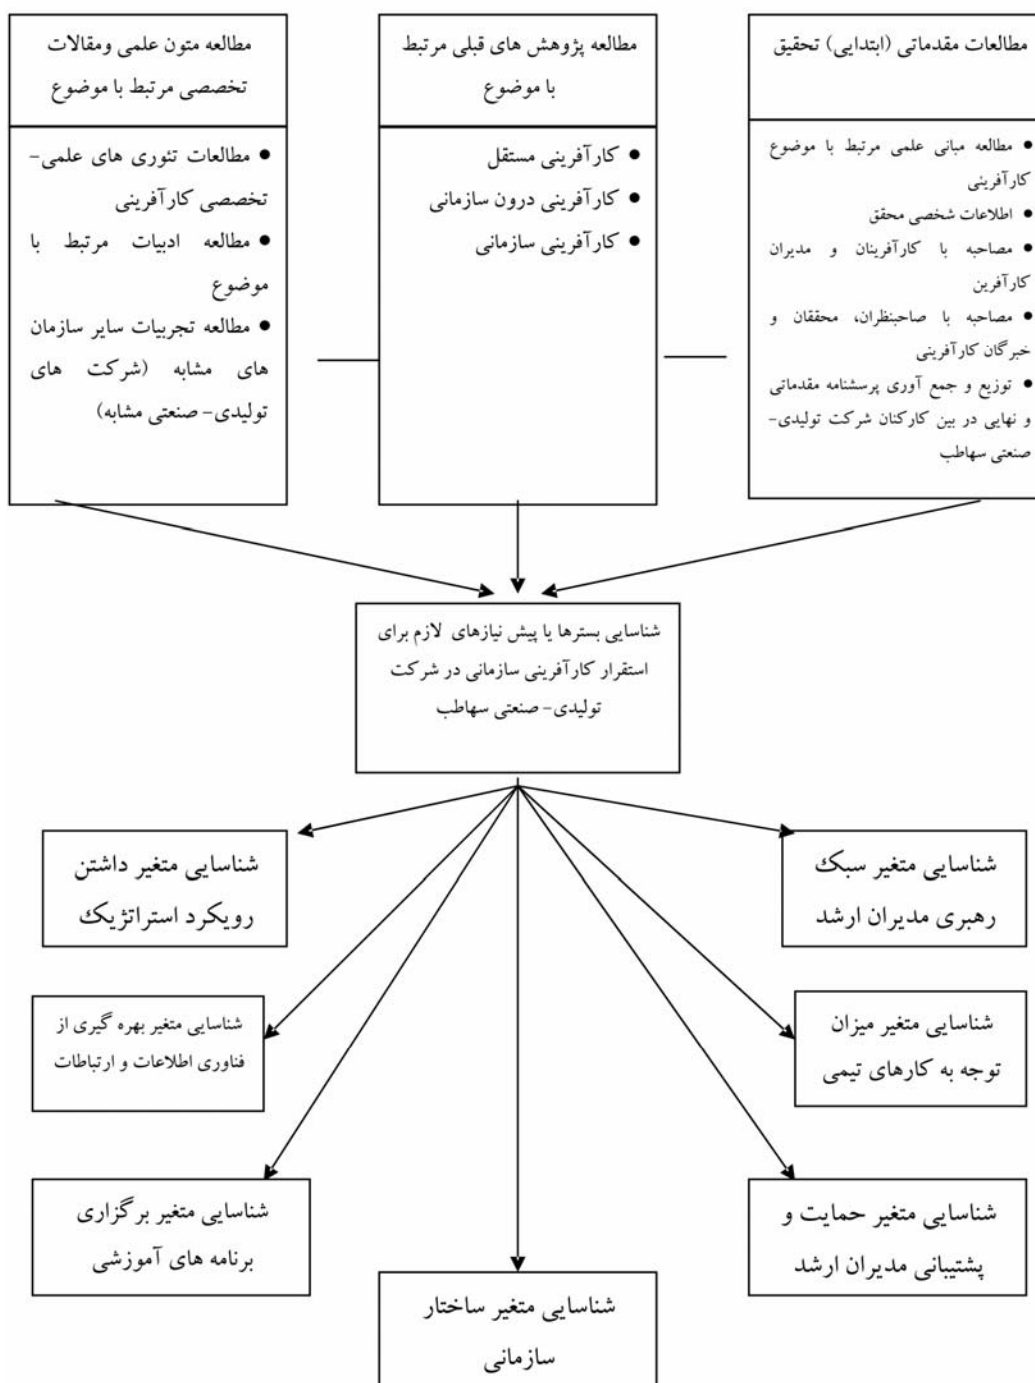 مطالعات مقدماتی (ابتدایی) تحقیق
• مطالعه مبانی علمی مرتبط با موضوع
کارآفرینی
• اطلاعات شخصی محقق
• مصاحبه با کارآفرینان و مدیران
کارآفرین
• مصاحبه با صاحبنظران، محققان و
خبرگان کارآفرینی
• توزیع و جمع آوری پرسشنامه مقدماتی
و نهایی در بین کارکنان شرکت تولیدی-
صنعتی سهاطب
مطالعه پژوهش های قبلی مرتبط
با موضوع
• کارآفرینی مستقل
• کارآفرینی درون سازمانی
• کارآفرینی سازمانی
مطالعه متون علمی ومقالات
تخصصی مرتبط با موضوع
• مطالعات تئوری های علمی-
تخصصی کارآفرینی
• مطالعه ادبیات مرتبط با
موضوع
• مطالعه تجربیات سایر سازمان
های مشابه (شرکت های
تولیدی- صنعتی مشابه)
شناسایی بسترها یا پیش نیازهای لازم برای
استقرار کارآفرینی سازمانی در شرکت
تولیدی- صنعتی سهاطب
شناسایی متغیر سبک
رهبری مدیران ارشد
شناسایی متغیر داشتن
رویکرد استراتژیک
شناسایی متغیر میزان
توجه به کارهای تیمی
شناسایی متغیر بهره گیری از
فناوری اطلاعات و ارتباطات
شناسایی متغیر حمایت و
پشتیبانی مدیران ارشد
شناسایی متغیر برگزاری
برنامه های آموزشی
شناسایی متغیر ساختار
سازمانی